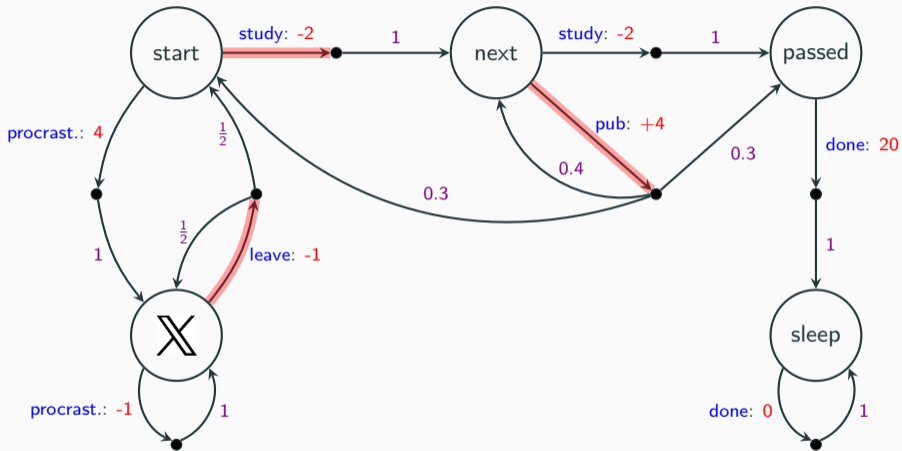 study: -2
1
study: -2
1
start
next
passed
procrast.: 4
1/2
pub: +4
0.3
done: 20
0.4
0.3
1
1/2
leave: -1
1
𝕏
sleep
procrast.: -1
1
done: 0
1